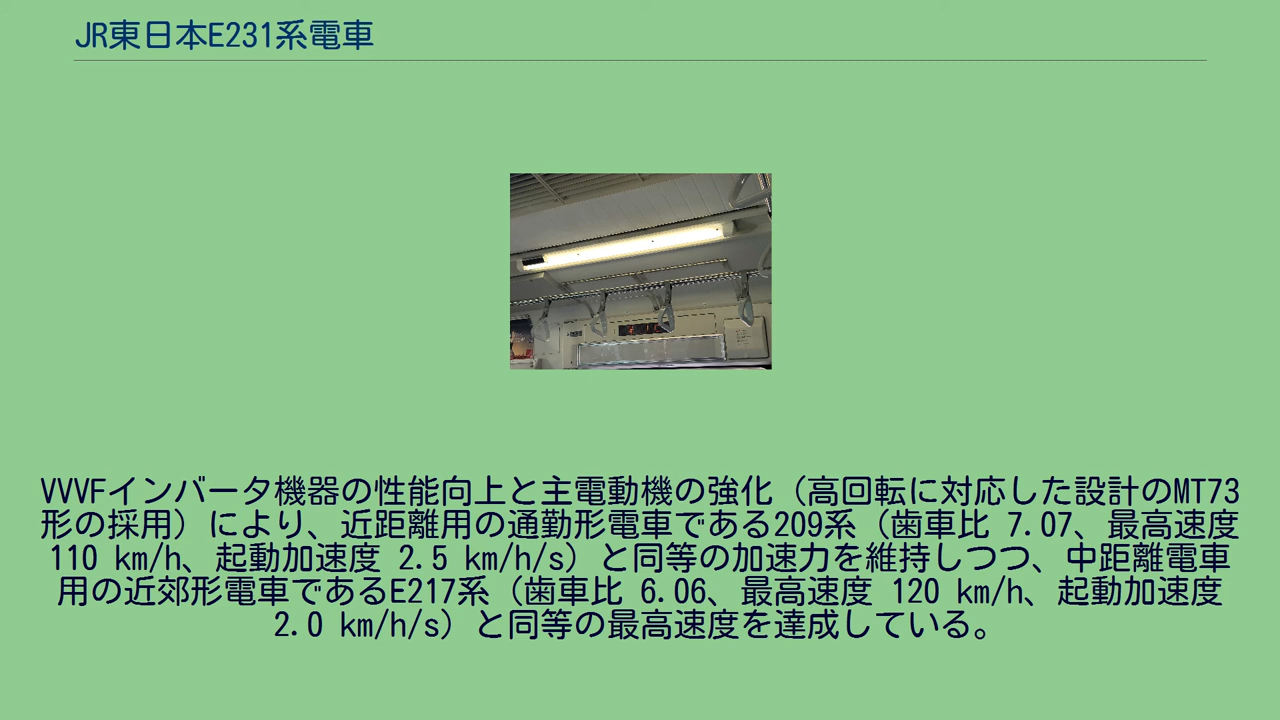 JR東日本E231系電車
VVVFインバータ機器の性能向上と主電動機の強化（高回転に対応した設計のMT73
形の採用）により、近距離用の通勤形電車である209系（歯車比 7.07、最高速度
110 km/h、起動加速度 2.5 km/h/s）と同等の加速力を維持しつつ、中距離電車
用の近郊形電車であるE217系（歯車比 6.06、最高速度 120 km/h、起動加速度
2.0 km/h/s）と同等の最高速度を達成している。